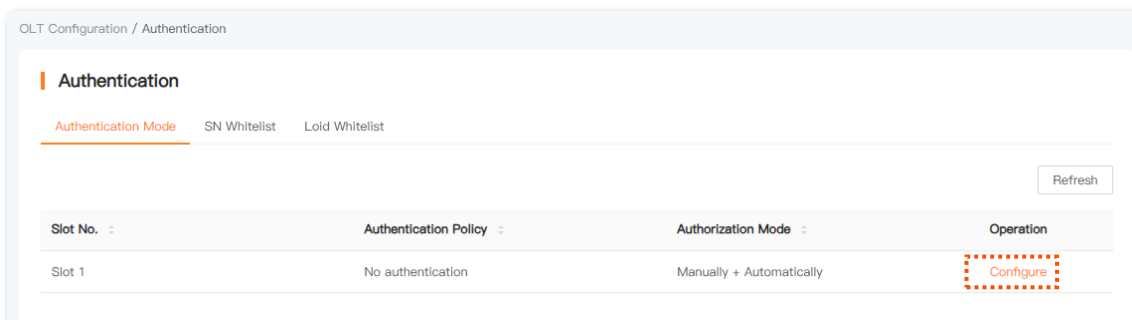 OLT Configuration / Authentication
Authentication
Authentication Mode SN Whitelist Loid Whitelist
Refresh
Slot No. Authentication Policy Authorization Mode Operation
Slot 1 No authentication Manually + Automatically Configure